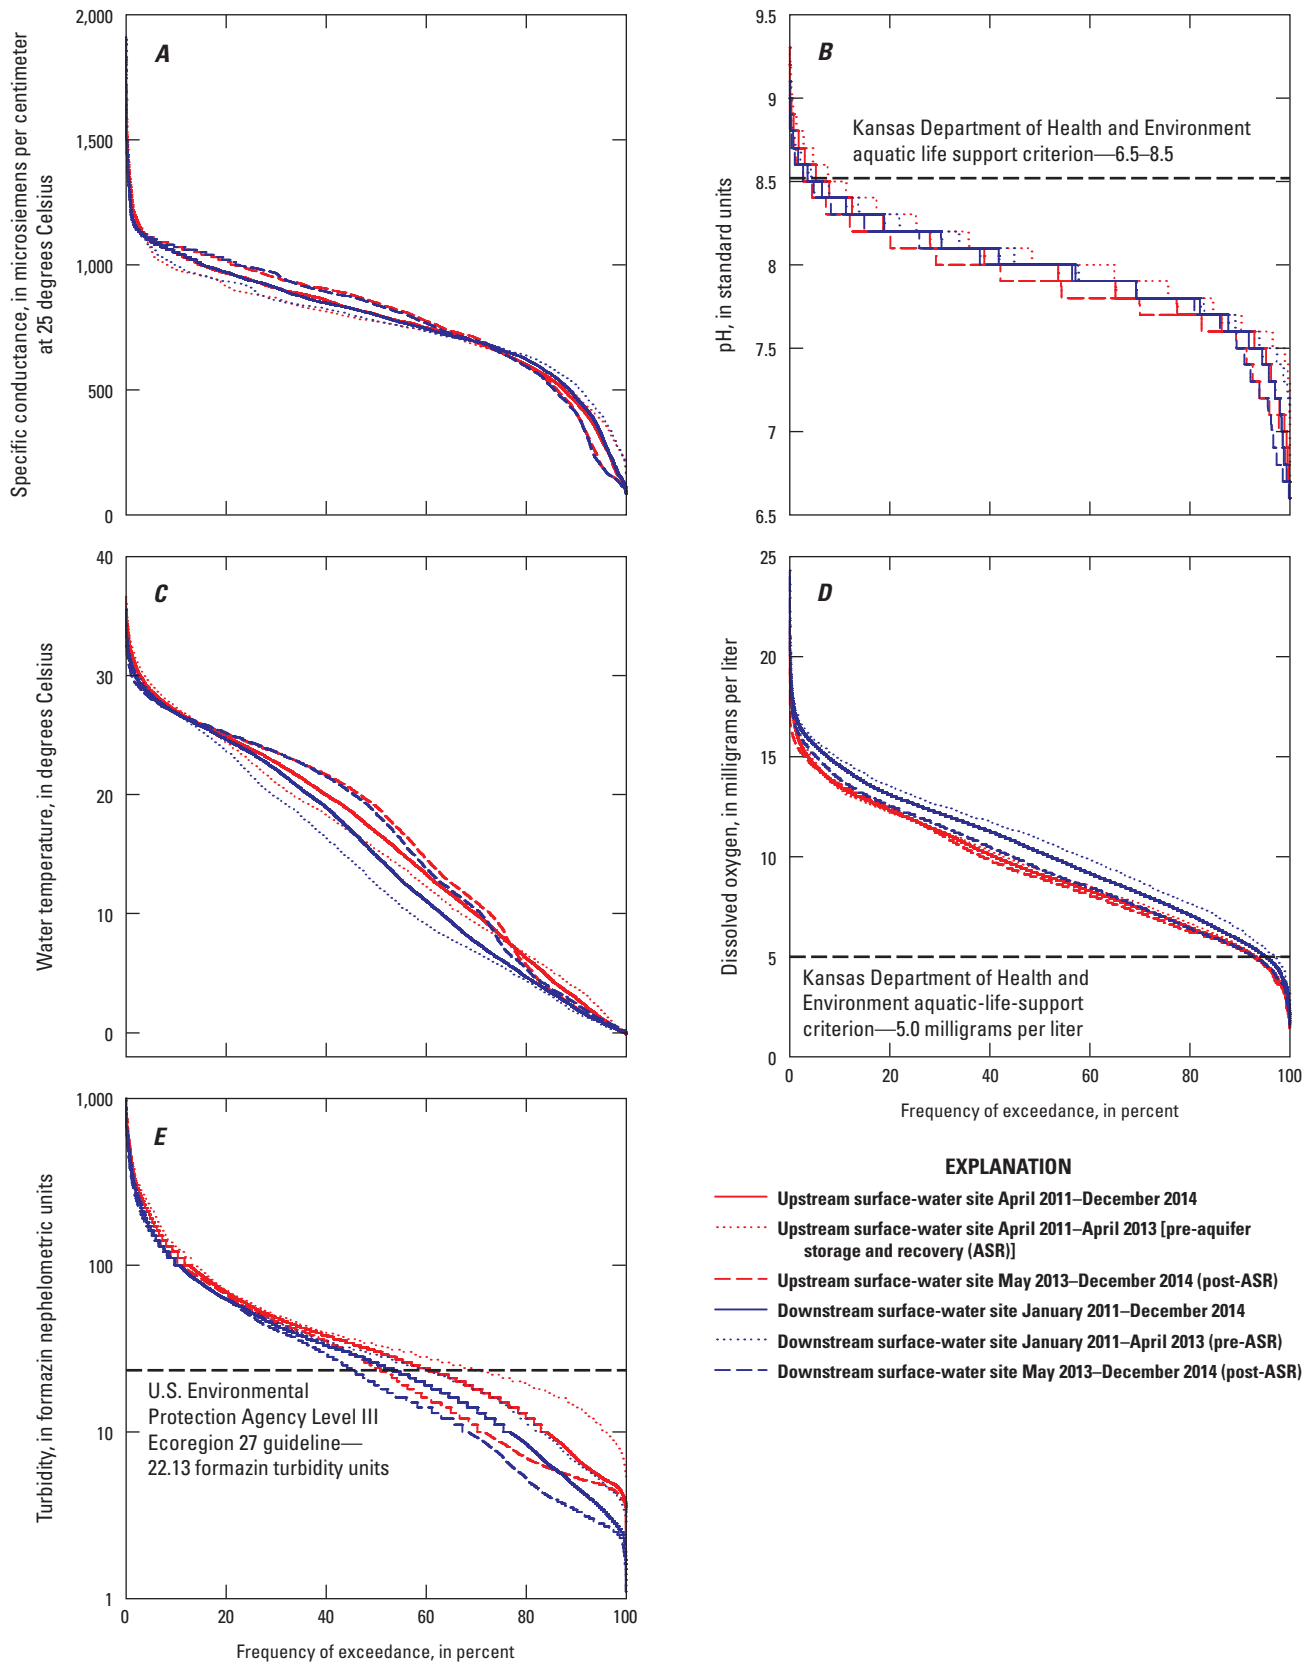 A
2,000
1,500
1,000
500
0
Specific conductance, in microsiemens per centimeter
at 25 degrees Celsius
B
9.5
9
8.5
8
7.5
7
6.5
pH, in standard units
Kansas Department of Health and Environment
aquatic life support criterion—6.5–8.5
C
40
30
20
10
0
Water temperature, in degrees Celsius
D
25
20
15
10
5
0
Dissolved oxygen, in milligrams per liter
Kansas Department of Health and
Environment aquatic-life-support
criterion—5.0 milligrams per liter
0 20 40 60 80 100
Frequency of exceedance, in percent
E
1,000
100
10
1
Turbidity, in formazin nephelometric units
U.S. Environmental
Protection Agency Level III
Ecoregion 27 guideline—
22.13 formazin turbidity units
0 20 40 60 80 100
Frequency of exceedance, in percent
EXPLANATION
Upstream surface-water site April 2011–December 2014
Upstream surface-water site April 2011–April 2013 [pre-aquifer
storage and recovery (ASR)]
Upstream surface-water site May 2013–December 2014 (post-ASR)
Downstream surface-water site January 2011–December 2014
Downstream surface-water site January 2011–April 2013 (pre-ASR)
Downstream surface-water site May 2013–December 2014 (post-ASR)